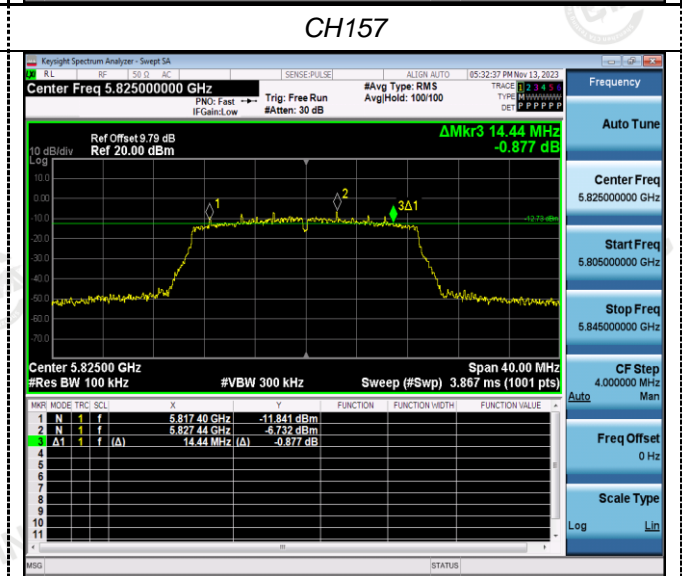 CH157
Keysight Spectrum Analyzer - Swept SA
RL RF 50 Ω AC SENSE:PULSE ALIGN AUTO 05:32:37 PM Nov 13, 2023
Center Freq 5.825000000 GHz #Avg Type: RMS TRACE 1 2 3 4 5 6
PNO: Fast Trig: Free Run Avg|Hold: 100/100 TYPE M WWWWW
IFGain:Low #Atten: 30 dB DET P P P P P P
Frequency
Auto Tune
Center Freq
5.825000000 GHz
Start Freq
5.805000000 GHz
Stop Freq
5.845000000 GHz
CF Step
4.000000 MHz
Auto Man
Freq Offset
0 Hz
Scale Type
Log Lin
ΔMkr3 14.44 MHz
-0.877 dB
Ref Offset 9.79 dB
10 dB/div Ref 20.00 dBm
Log
10.0
0.00
-10.0
-20.0
-30.0
-40.0
-50.0
-60.0
-70.0
1
2
3Δ1
-12.73 dBm
Center 5.82500 GHz Span 40.00 MHz
#Res BW 100 kHz #VBW 300 kHz Sweep (#Swp) 3.867 ms (1001 pts)
MKR MODE TRC SCL X Y FUNCTION FUNCTION WIDTH FUNCTION VALUE
1 N 1 f 5.817 40 GHz -11.841 dBm
2 N 1 f 5.827 44 GHz -6.732 dBm
3 Δ1 1 f (Δ) 14.44 MHz (Δ) -0.877 dB
4
5
6
7
8
9
10
11
MSG STATUS